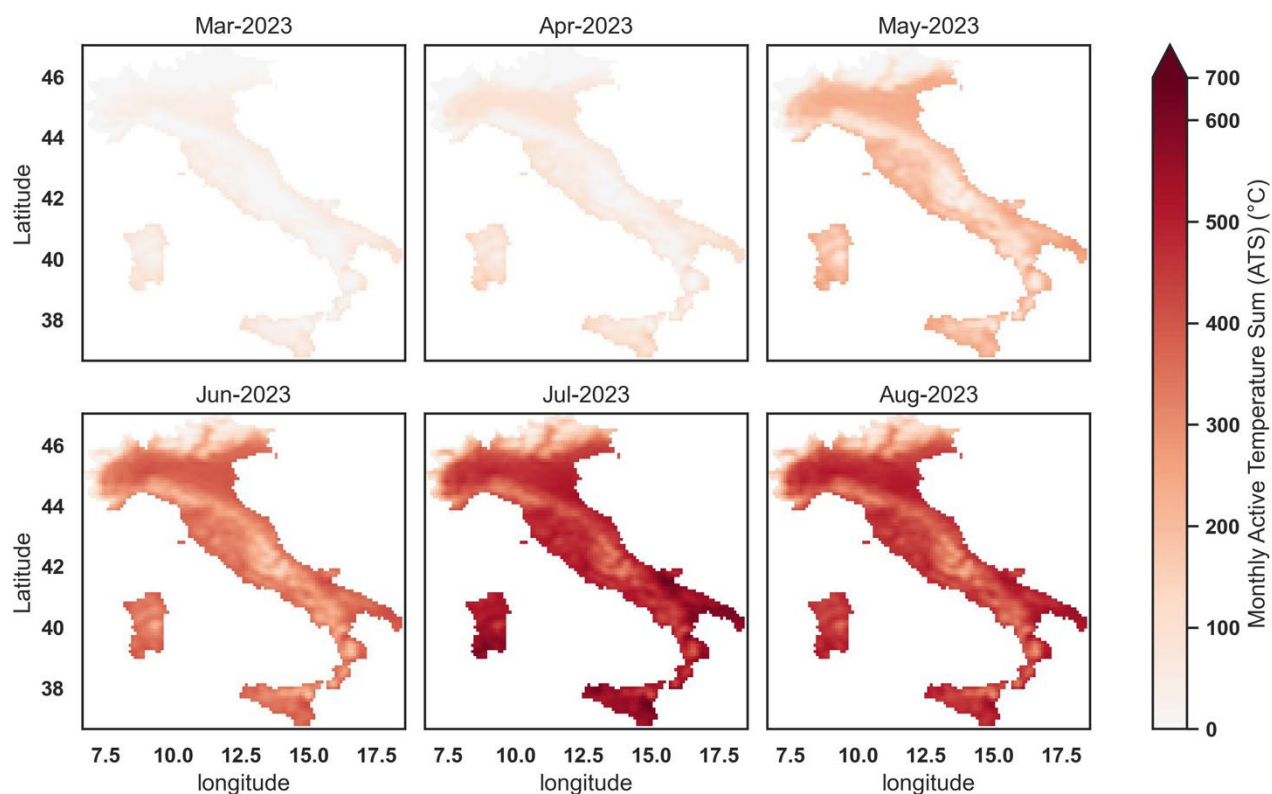 Mar-2023
Apr-2023
May-2023
46
44
42
40
38
Latitude
Jun-2023
Jul-2023
Aug-2023
46
44
42
40
38
Latitude
7.5 10.0 12.5 15.0 17.5
7.5 10.0 12.5 15.0 17.5
7.5 10.0 12.5 15.0 17.5
longitude
longitude
longitude
700
600
500
400
300
200
100
0
Monthly Active Temperature Sum (ATS) (°C)